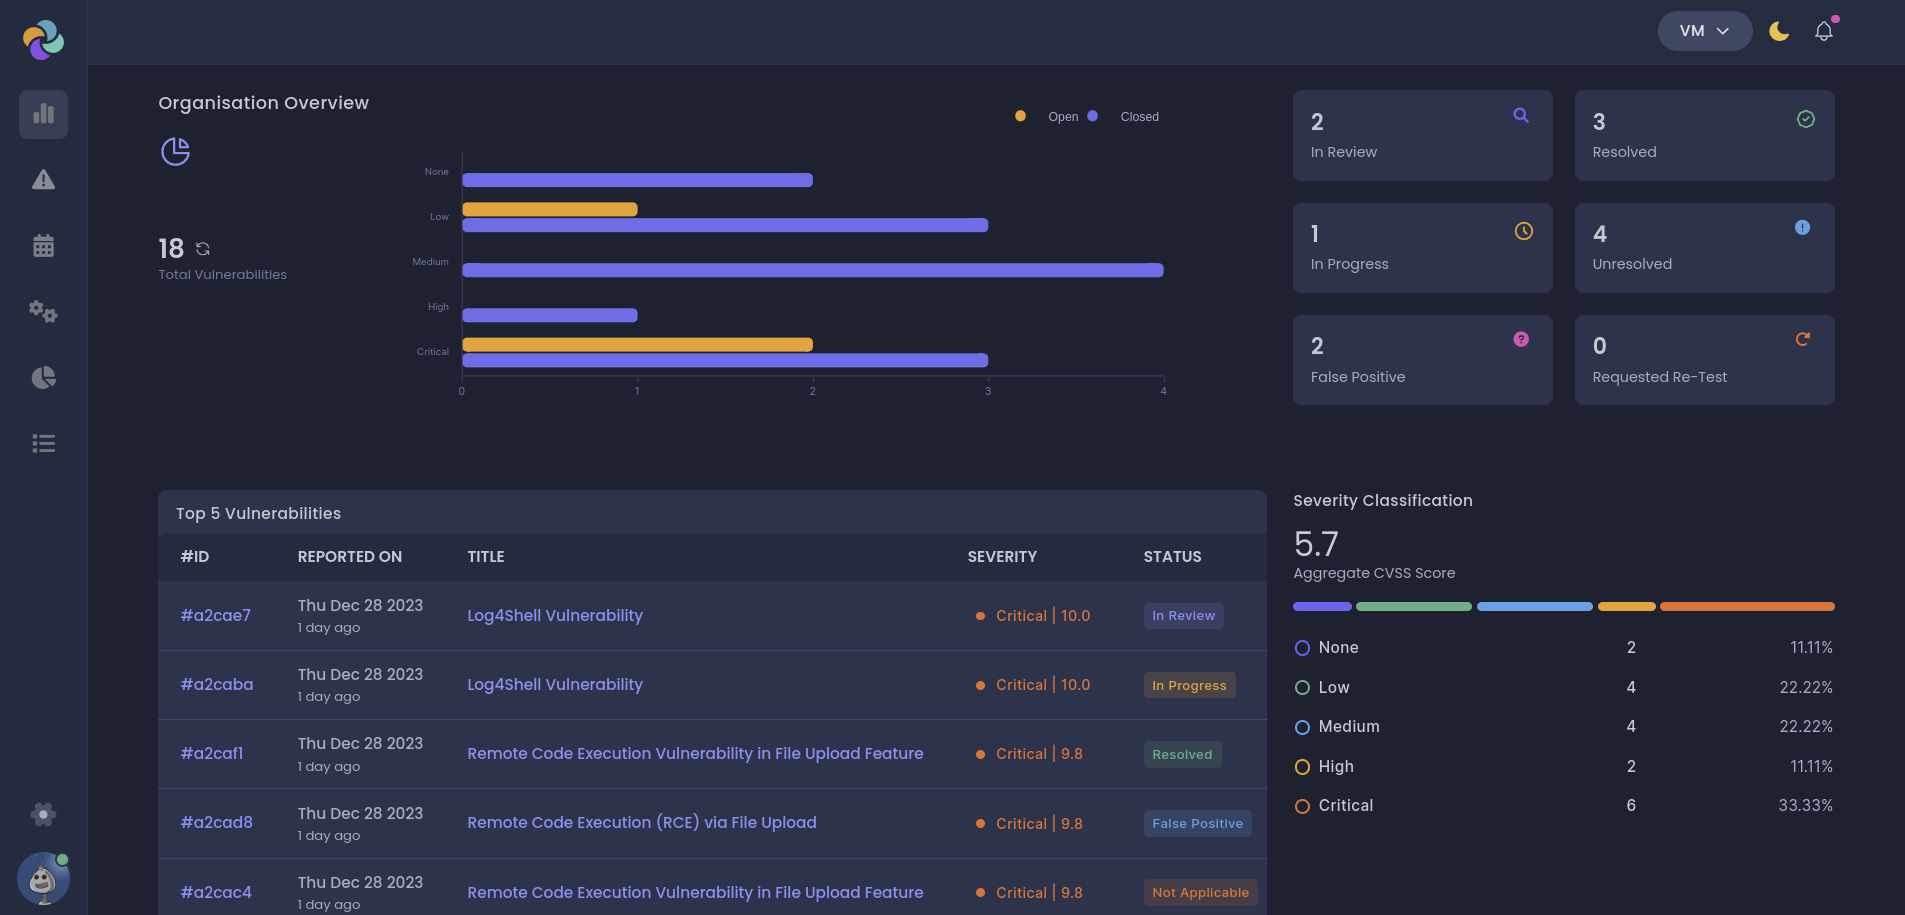 VM
Organisation Overview
Open
Closed
18
Total Vulnerabilities
None
Low
Medium
High
Critical
0 1 2 3 4
2
In Review
3
Resolved
1
In Progress
4
Unresolved
2
False Positive
0
Requested Re-Test
Top 5 Vulnerabilities
#ID REPORTED ON TITLE SEVERITY STATUS
#a2cae7 Thu Dec 28 2023 Log4Shell Vulnerability Critical | 10.0 In Review
1 day ago
#a2caba Thu Dec 28 2023 Log4Shell Vulnerability Critical | 10.0 In Progress
1 day ago
#a2caf1 Thu Dec 28 2023 Remote Code Execution Vulnerability in File Upload Feature Critical | 9.8 Resolved
1 day ago
#a2cad8 Thu Dec 28 2023 Remote Code Execution (RCE) via File Upload Critical | 9.8 False Positive
1 day ago
#a2cac4 Thu Dec 28 2023 Remote Code Execution Vulnerability in File Upload Feature Critical | 9.8 Not Applicable
1 day ago
Severity Classification
5.7
Aggregate CVSS Score
None 2 11.11%
Low 4 22.22%
Medium 4 22.22%
High 2 11.11%
Critical 6 33.33%